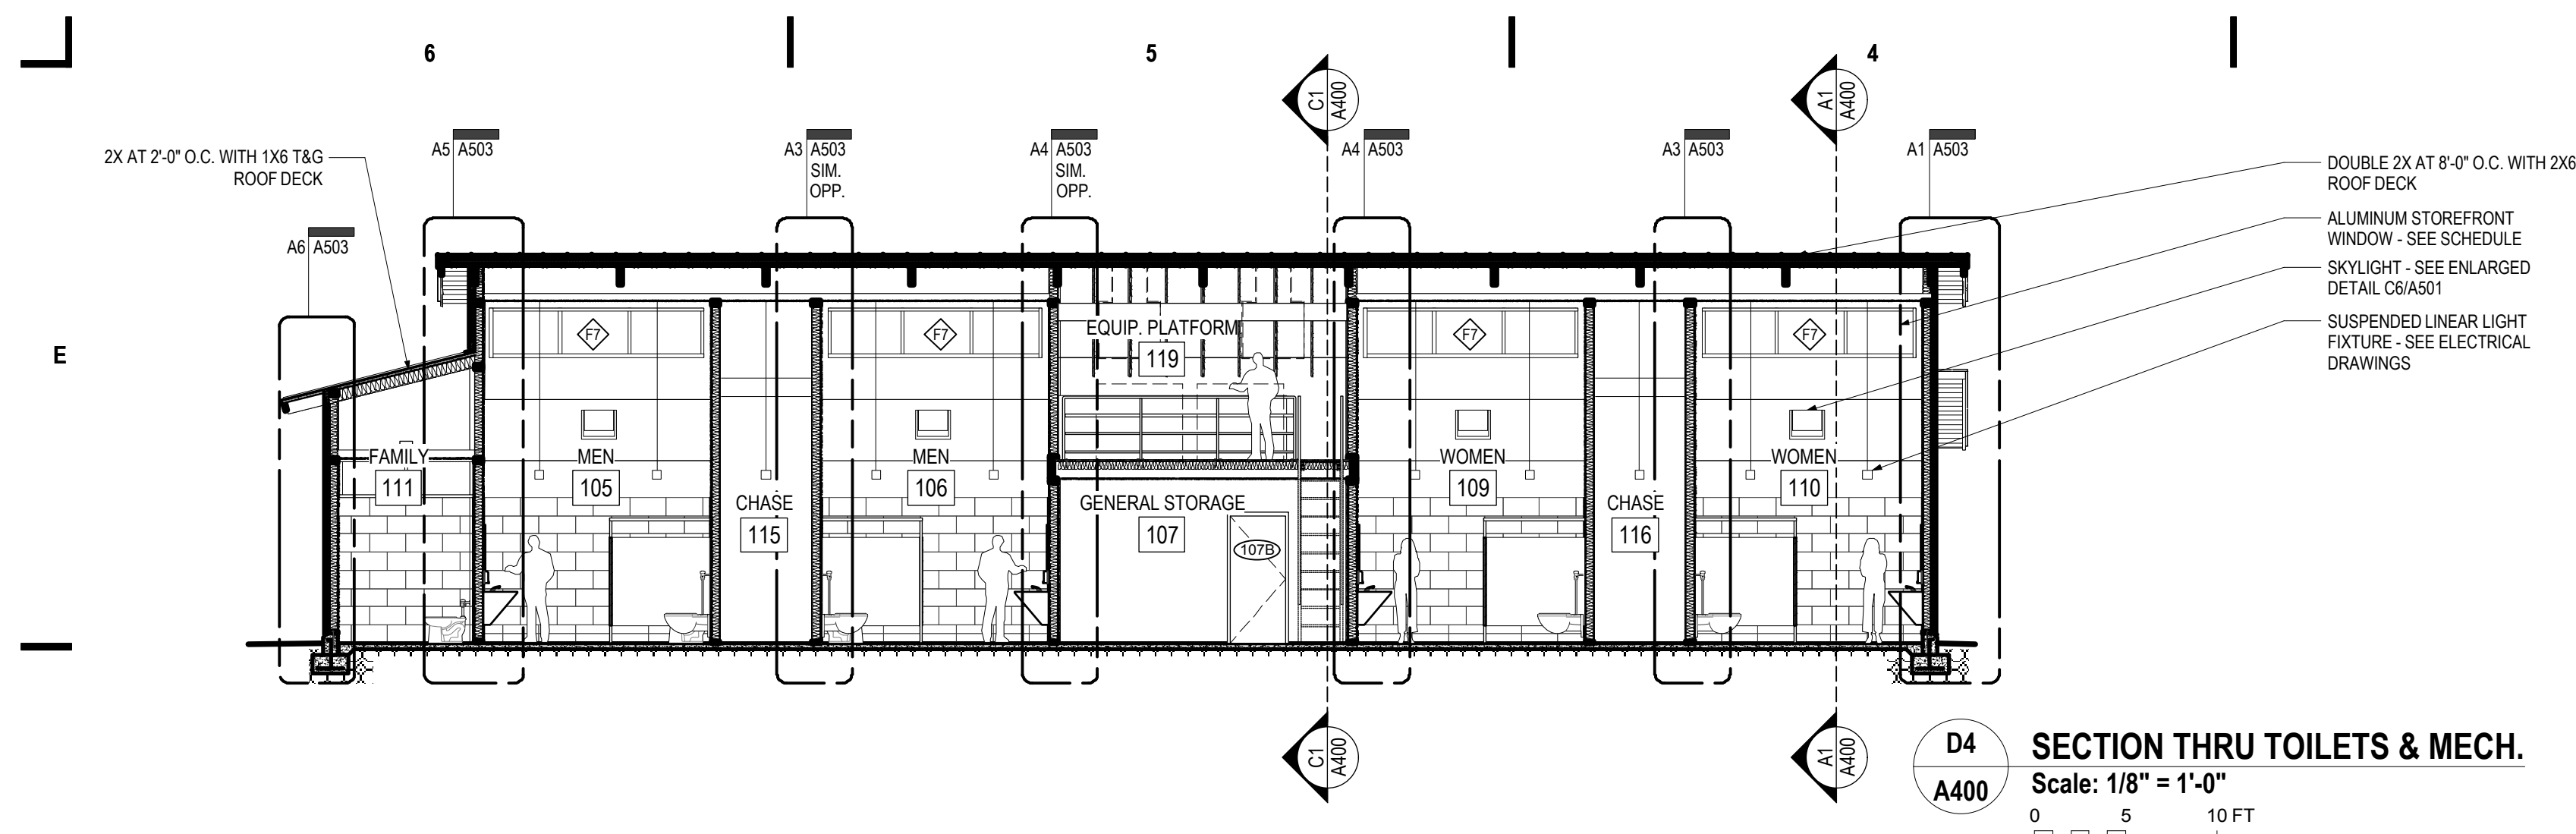 6
5
4
C1
A400
A1
A400
A5 A503
A3 A503
SIM.
OPP.
A4 A503
SIM.
OPP.
A4 A503
A3 A503
A1 A503
2X AT 2'-0" O.C. WITH 1X6 T&G
ROOF DECK
DOUBLE 2X AT 8'-0" O.C. WITH 2X6
ROOF DECK
ALUMINUM STOREFRONT
WINDOW - SEE SCHEDULE
SKYLIGHT - SEE ENLARGED
DETAIL C6/A501
SUSPENDED LINEAR LIGHT
FIXTURE - SEE ELECTRICAL
DRAWINGS
A6 A503
E
F7
F7
EQUIP. PLATFORM
119
F7
F7
FAMILY
111
MEN
105
CHASE
115
MEN
106
GENERAL STORAGE
107
107B
WOMEN
109
CHASE
116
WOMEN
110
C1
A400
A1
A400
D4
A400
SECTION THRU TOILETS & MECH.
Scale: 1/8" = 1'-0"
0 5 10 FT